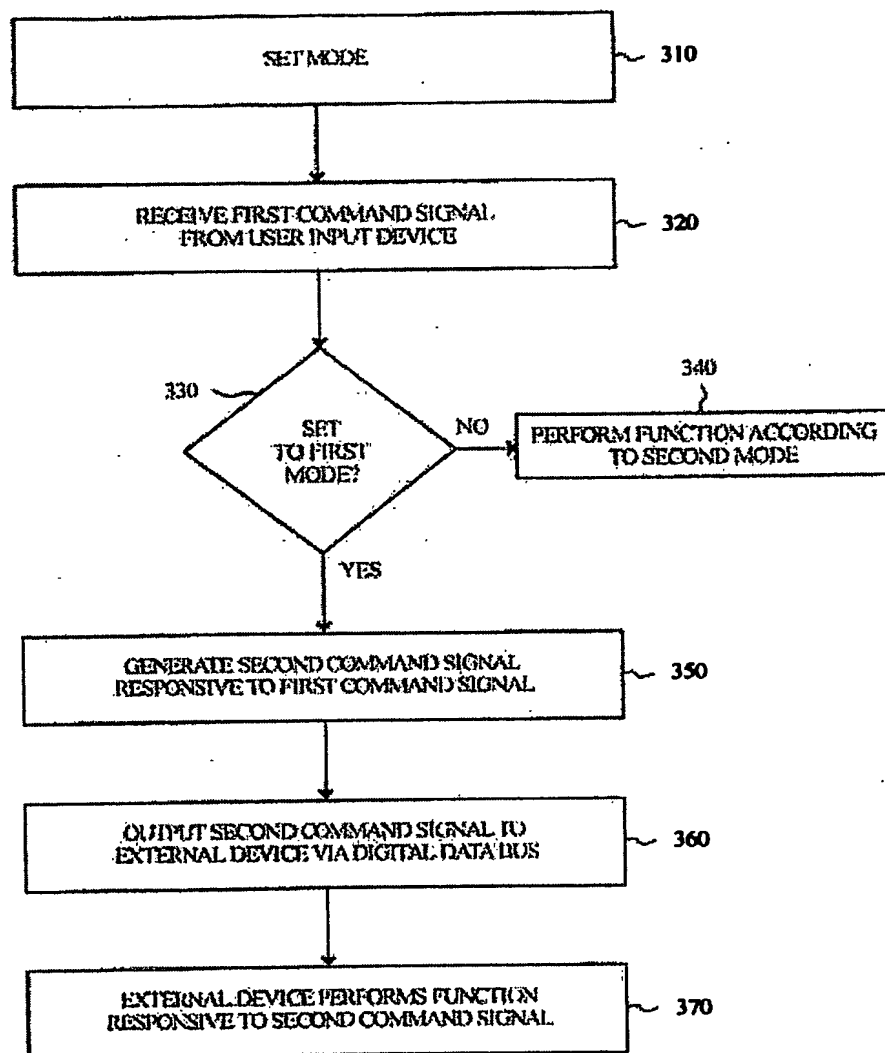 SET MODE
310
RECEIVE FIRST COMMAND SIGNAL
FROM USER INPUT DEVICE
320
330
SET
TO FIRST
MODE?
NO
340
PERFORM FUNCTION ACCORDING
TO SECOND MODE
YES
GENERATE SECOND COMMAND SIGNAL
RESPONSIVE TO FIRST COMMAND SIGNAL
350
OUTPUT SECOND COMMAND SIGNAL TO
EXTERNAL DEVICE VIA DIGITAL DATA BUS
360
EXTERNAL DEVICE PERFORMS FUNCTION
RESPONSIVE TO SECOND COMMAND SIGNAL
370